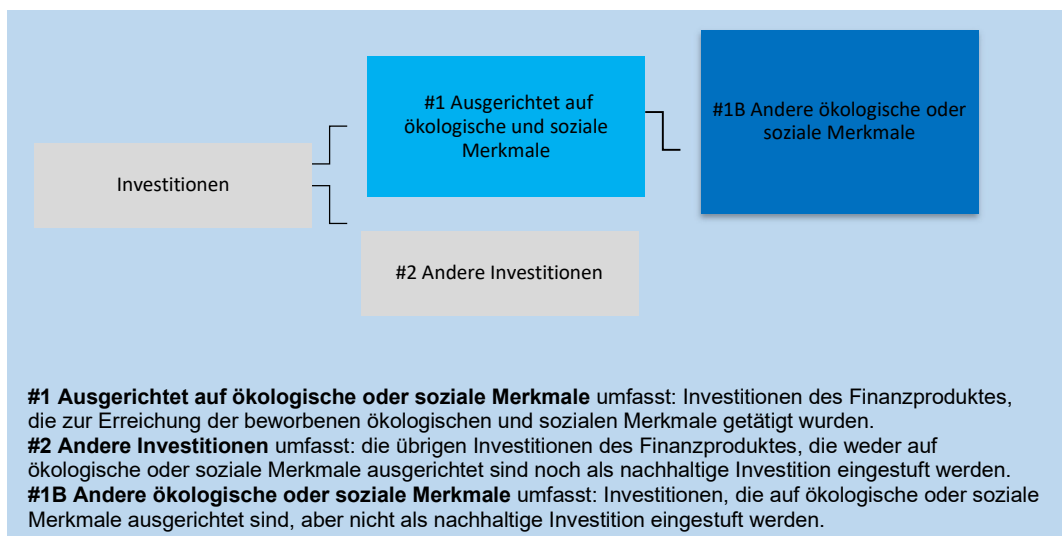 #1 Ausgerichtet auf
ökologische und soziale
Merkmale
#1B Andere ökologische oder
soziale Merkmale
Investitionen
#2 Andere Investitionen
#1 Ausgerichtet auf ökologische oder soziale Merkmale umfasst: Investitionen des Finanzproduktes,
die zur Erreichung der beworbenen ökologischen und sozialen Merkmale getätigt wurden.
#2 Andere Investitionen umfasst: die übrigen Investitionen des Finanzproduktes, die weder auf
ökologische oder soziale Merkmale ausgerichtet sind noch als nachhaltige Investition eingestuft werden.
#1B Andere ökologische oder soziale Merkmale umfasst: Investitionen, die auf ökologische oder soziale
Merkmale ausgerichtet sind, aber nicht als nachhaltige Investition eingestuft werden.